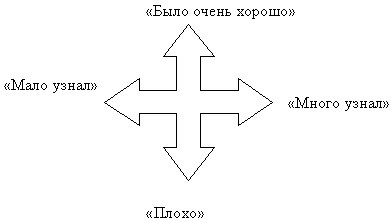 «Было очень хорошо»
«Мало узнал»
«Много узнал»
«Плохо»